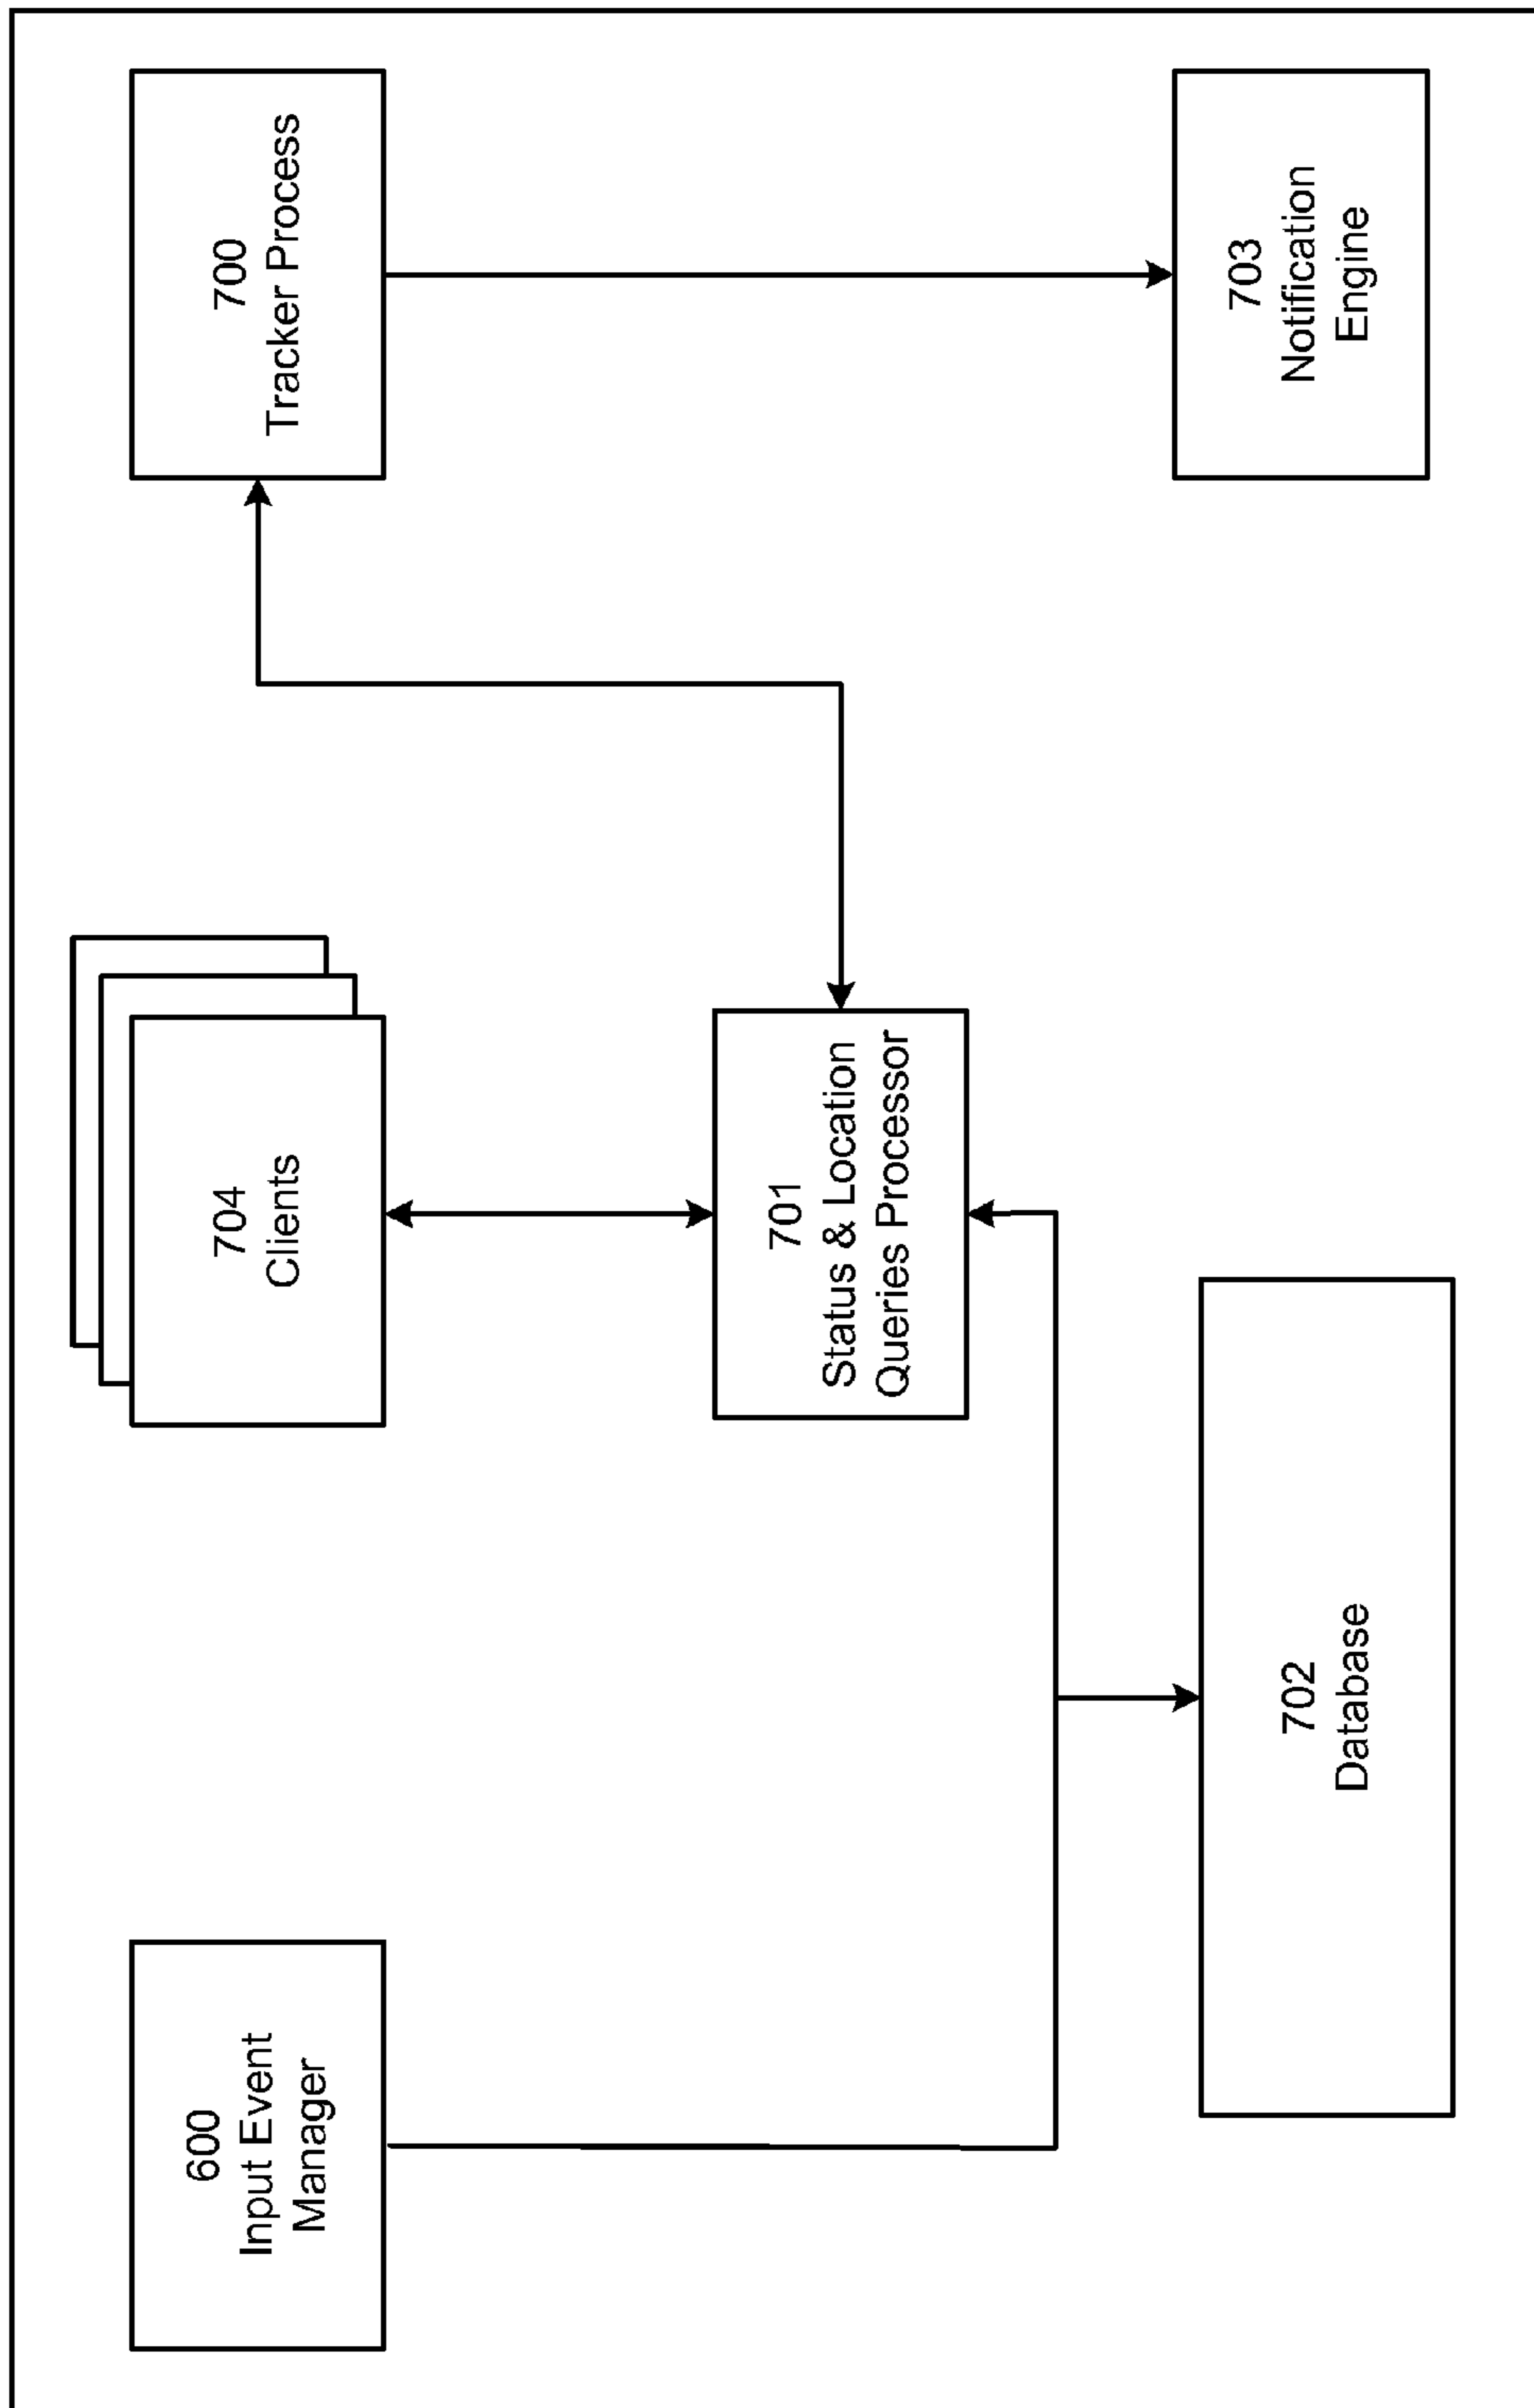 600
Input Event
Manager
704
Clients
700
Tracker Process
701
Status & Location
Queries Processor
702
Database
703
Notification
Engine